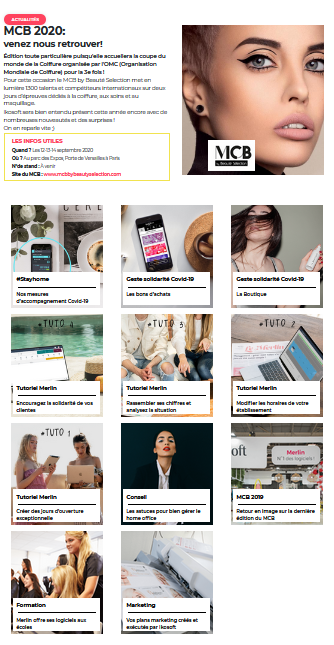 ACTUALITÉS
MCB 2020:
venez nous retrouver!
Édition toute particulière puisqu'elle accueillera la coupe du
monde de la Coiffure organisée par l'OMC (Organisation
Mondiale de Coiffure) pour la 3e fois !
Pour cette occasion le MCB by Beauté Sélection met en
lumière 1300 talents et compétiteurs internationaux sur deux
jours d'épreuves dédiés à la coiffure, aux soins et au
maquillage.
Ikosoft sera bien entendu présent cette année encore avec de
nombreuses nouveautés et des surprises !
On en reparle vite :)
LES INFOS UTILES
Quand ? Les 12-13-14 septembre 2020
Où ? Au parc des Expos, Porte de Versailles à Paris
N°de stand : À venir
Site du MCB : www.mcbbybeauteselection.com
MCB
by Beauté Sélection
#Stayhome
Nos mesures
d'accompagnement Covid-19
Geste solidarité Covid-19
Les bons d'achats
Geste solidarité Covid-19
La Boutique
#TUTO 4
Tutoriel Merlin
Encouragez la solidarité de vos
clientes
#TUTO 3
Tutoriel Merlin
Rassembler ses chiffres et
analysez la situation
#TUTO 2
Tutoriel Merlin
Modifier les horaires de votre
établissement
#TUTO 1
Tutoriel Merlin
Créer des jours d'ouverture
exceptionnelle
Conseil
Les astuces pour bien gérer le
home office
oft
Merlin
N°1 des logiciels !
MCB 2019
Retour en image sur la dernière
édition du MCB
Formation
Merlin offre ses logiciels aux
écoles
Marketing
Vos plans marketing créés et
exécutés par Ikosoft